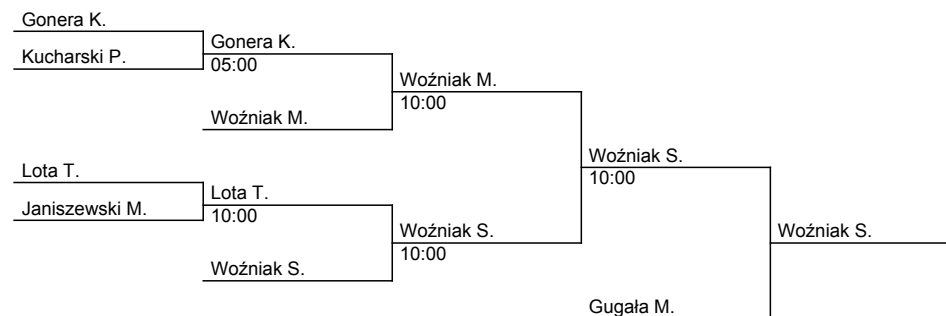 Gonera K.
Kucharski P.
Gonera K.
05:00
Woźniak M.
Woźniak M.
10:00
Lota T.
Janiszewski M.
Lota T.
10:00
Woźniak S.
Woźniak S.
10:00
Woźniak S.
10:00
Gugała M.
Woźniak S.